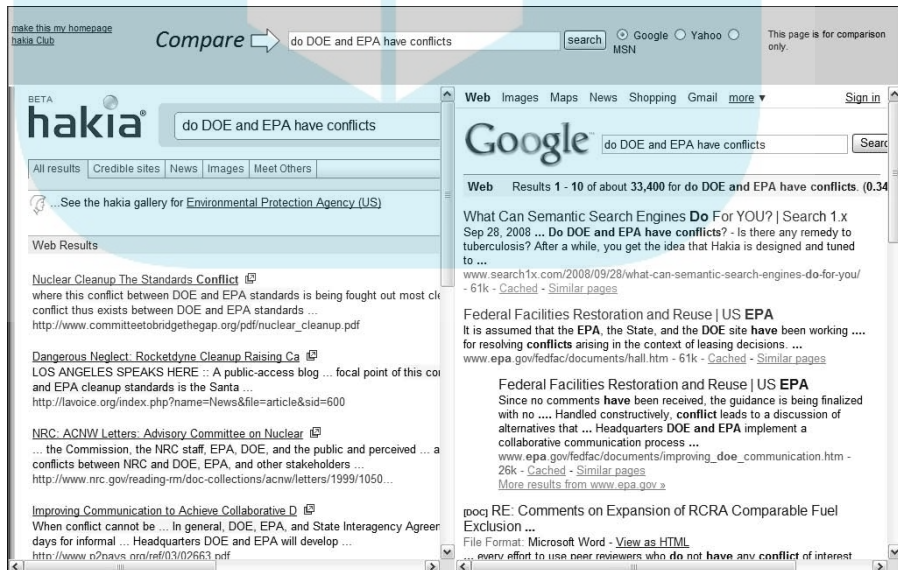 make this my homepage
hakia Club
Compare
do DOE and EPA have conflicts
search
Google Yahoo
MSN
This page is for comparison
only.
BETA
hakia®
do DOE and EPA have conflicts
All results Credible sites News Images Meet Others
...See the hakia gallery for Environmental Protection Agency (US)
Web Results
Nuclear Cleanup The Standards Conflict
where this conflict between DOE and EPA standards is being fought out most cle
conflict thus exists between DOE and EPA standards ...
http://www.committeetobridgethegap.org/pdf/nuclear_cleanup.pdf
Dangerous Neglect: Rocketdyne Cleanup Raising Ca
LOS ANGELES SPEAKS HERE :: A public-access blog ... focal point of this co
and EPA cleanup standards is the Santa ...
http://lavoice.org/index.php?name=News&file=article&sid=600
NRC: ACNW Letters: Advisory Committee on Nuclear
... the Commission, the NRC staff, EPA, DOE, and the public and perceived ... a
conflicts between NRC and DOE, EPA, and other stakeholders ...
http://www.nrc.gov/reading-rm/doc-collections/acnw/letters/1999/1050...
Improving Communication to Achieve Collaborative D
When conflict cannot be ... In general, DOE, EPA, and State Interagency Agreer
days for informal ... Headquarters DOE and EPA will develop ...
http://www.p2pays.org/ref/03/02663.pdf
Web Images Maps News Shopping Gmail more ▼ Sign in
Google™
do DOE and EPA have conflicts
Searc
Web Results 1 - 10 of about 33,400 for do DOE and EPA have conflicts. (0.34
What Can Semantic Search Engines Do For YOU? | Search 1.x
Sep 28, 2008 ... Do DOE and EPA have conflicts? - Is there any remedy to
tuberculosis? After a while, you get the idea that Hakia is designed and tuned
to ...
www.search1x.com/2008/09/28/what-can-semantic-search-engines-do-for-you/
- 61k - Cached - Similar pages
Federal Facilities Restoration and Reuse | US EPA
It is assumed that the EPA, the State, and the DOE site have been working ....
for resolving conflicts arising in the context of leasing decisions. ...
www.epa.gov/fedfac/documents/hall.htm - 61k - Cached - Similar pages
Federal Facilities Restoration and Reuse | US EPA
Since no comments have been received, the guidance is being finalized
with no .... Handled constructively, conflict leads to a discussion of
alternatives that ... Headquarters DOE and EPA implement a
collaborative communication process ...
www.epa.gov/fedfac/documents/improving_doe_communication.htm -
26k - Cached - Similar pages
More results from www.epa.gov »
[DOC] RE: Comments on Expansion of RCRA Comparable Fuel
Exclusion ...
File Format: Microsoft Word - View as HTML
... every effort to use peer reviewers who do not have any conflict of interest